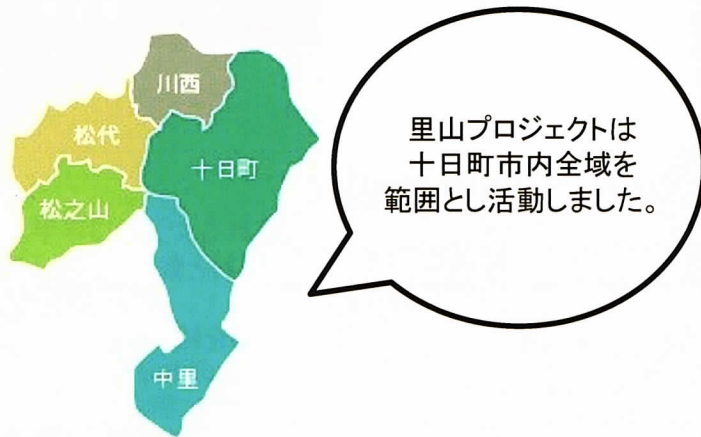 川西
松代
十日町
松之山
中里
里山プロジェクトは
十日町市内全域を
範囲とし活動しました。